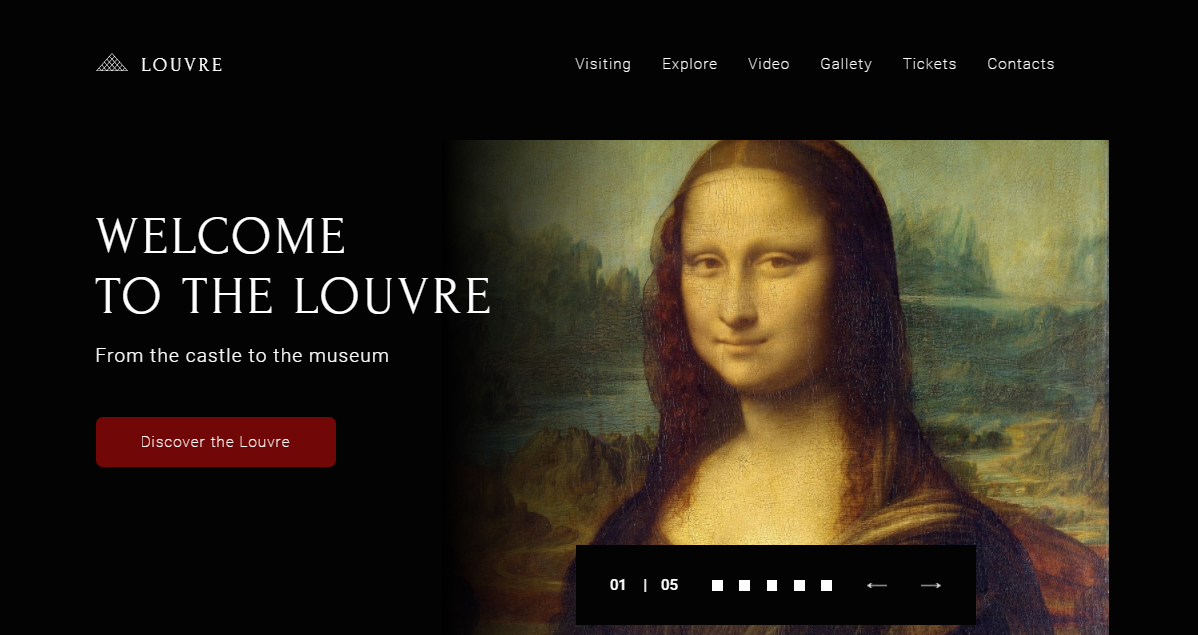 LOUVRE
Visiting Explore Video Gallety Tickets Contacts
WELCOME
TO THE LOUVRE
From the castle to the museum
Discover the Louvre
01 | 05